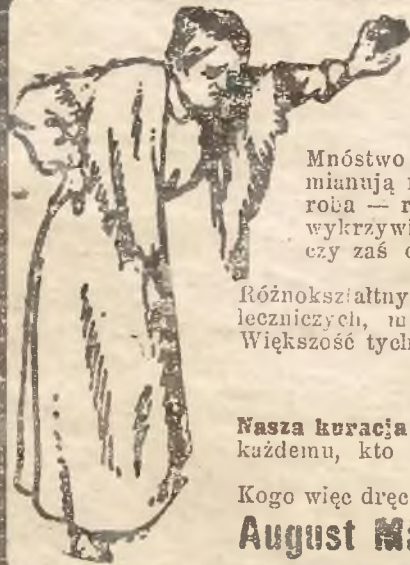 Mnóstwo
mianują
roba —
wykrzywi
czy zaś
Różnokształtny
leczniczych,
Większość tych
Nasza kuracja
każdemu, kto
Kogo więc dręc
August Ma